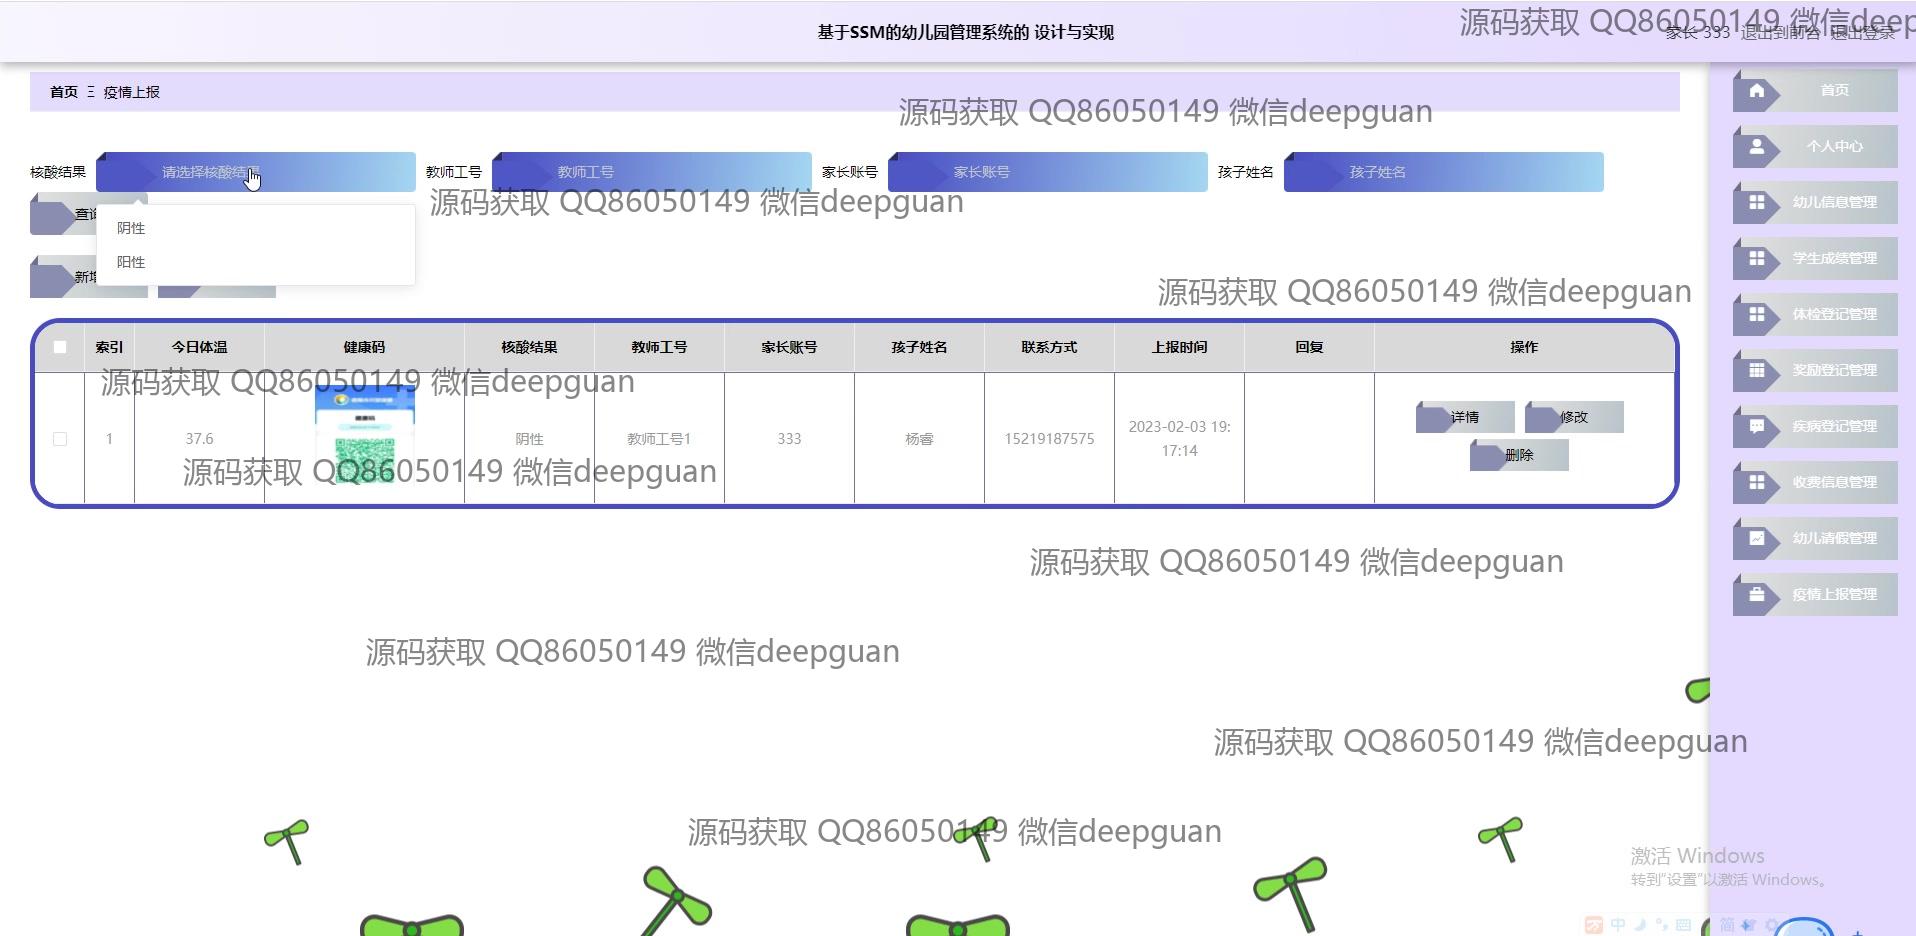 基于SSM的幼儿园管理系统的 设计与实现
源码获取 QQ86050149 微信deep
家长 333 退出到前台 退出登录
首页 Ξ 疫情上报
源码获取 QQ86050149 微信deepguan
核酸结果 请选择核酸结果 教师工号 教师工号 家长账号 家长账号 孩子姓名 孩子姓名
源码获取 QQ86050149 微信deepguan
阴性
阳性
源码获取 QQ86050149 微信deepguan
索引 今日体温 健康码 核酸结果 教师工号 家长账号 孩子姓名 联系方式 上报时间 回复 操作
源码获取 QQ86050149 微信deepguan
1 37.6 阴性 教师工号1 333 杨睿 15219187575 2023-02-03 19:
17:14
详情 修改
删除
源码获取 QQ86050149 微信deepguan
源码获取 QQ86050149 微信deepguan
源码获取 QQ86050149 微信deepguan
源码获取 QQ86050149 微信deepguan
源码获取 QQ86050149 微信deepguan
首页
个人中心
幼儿信息管理
学生成绩管理
体检登记管理
奖励登记管理
疾病登记管理
收费信息管理
幼儿请假管理
疫情上报管理
激活 Windows
转到"设置"以激活 Windows。
中 简